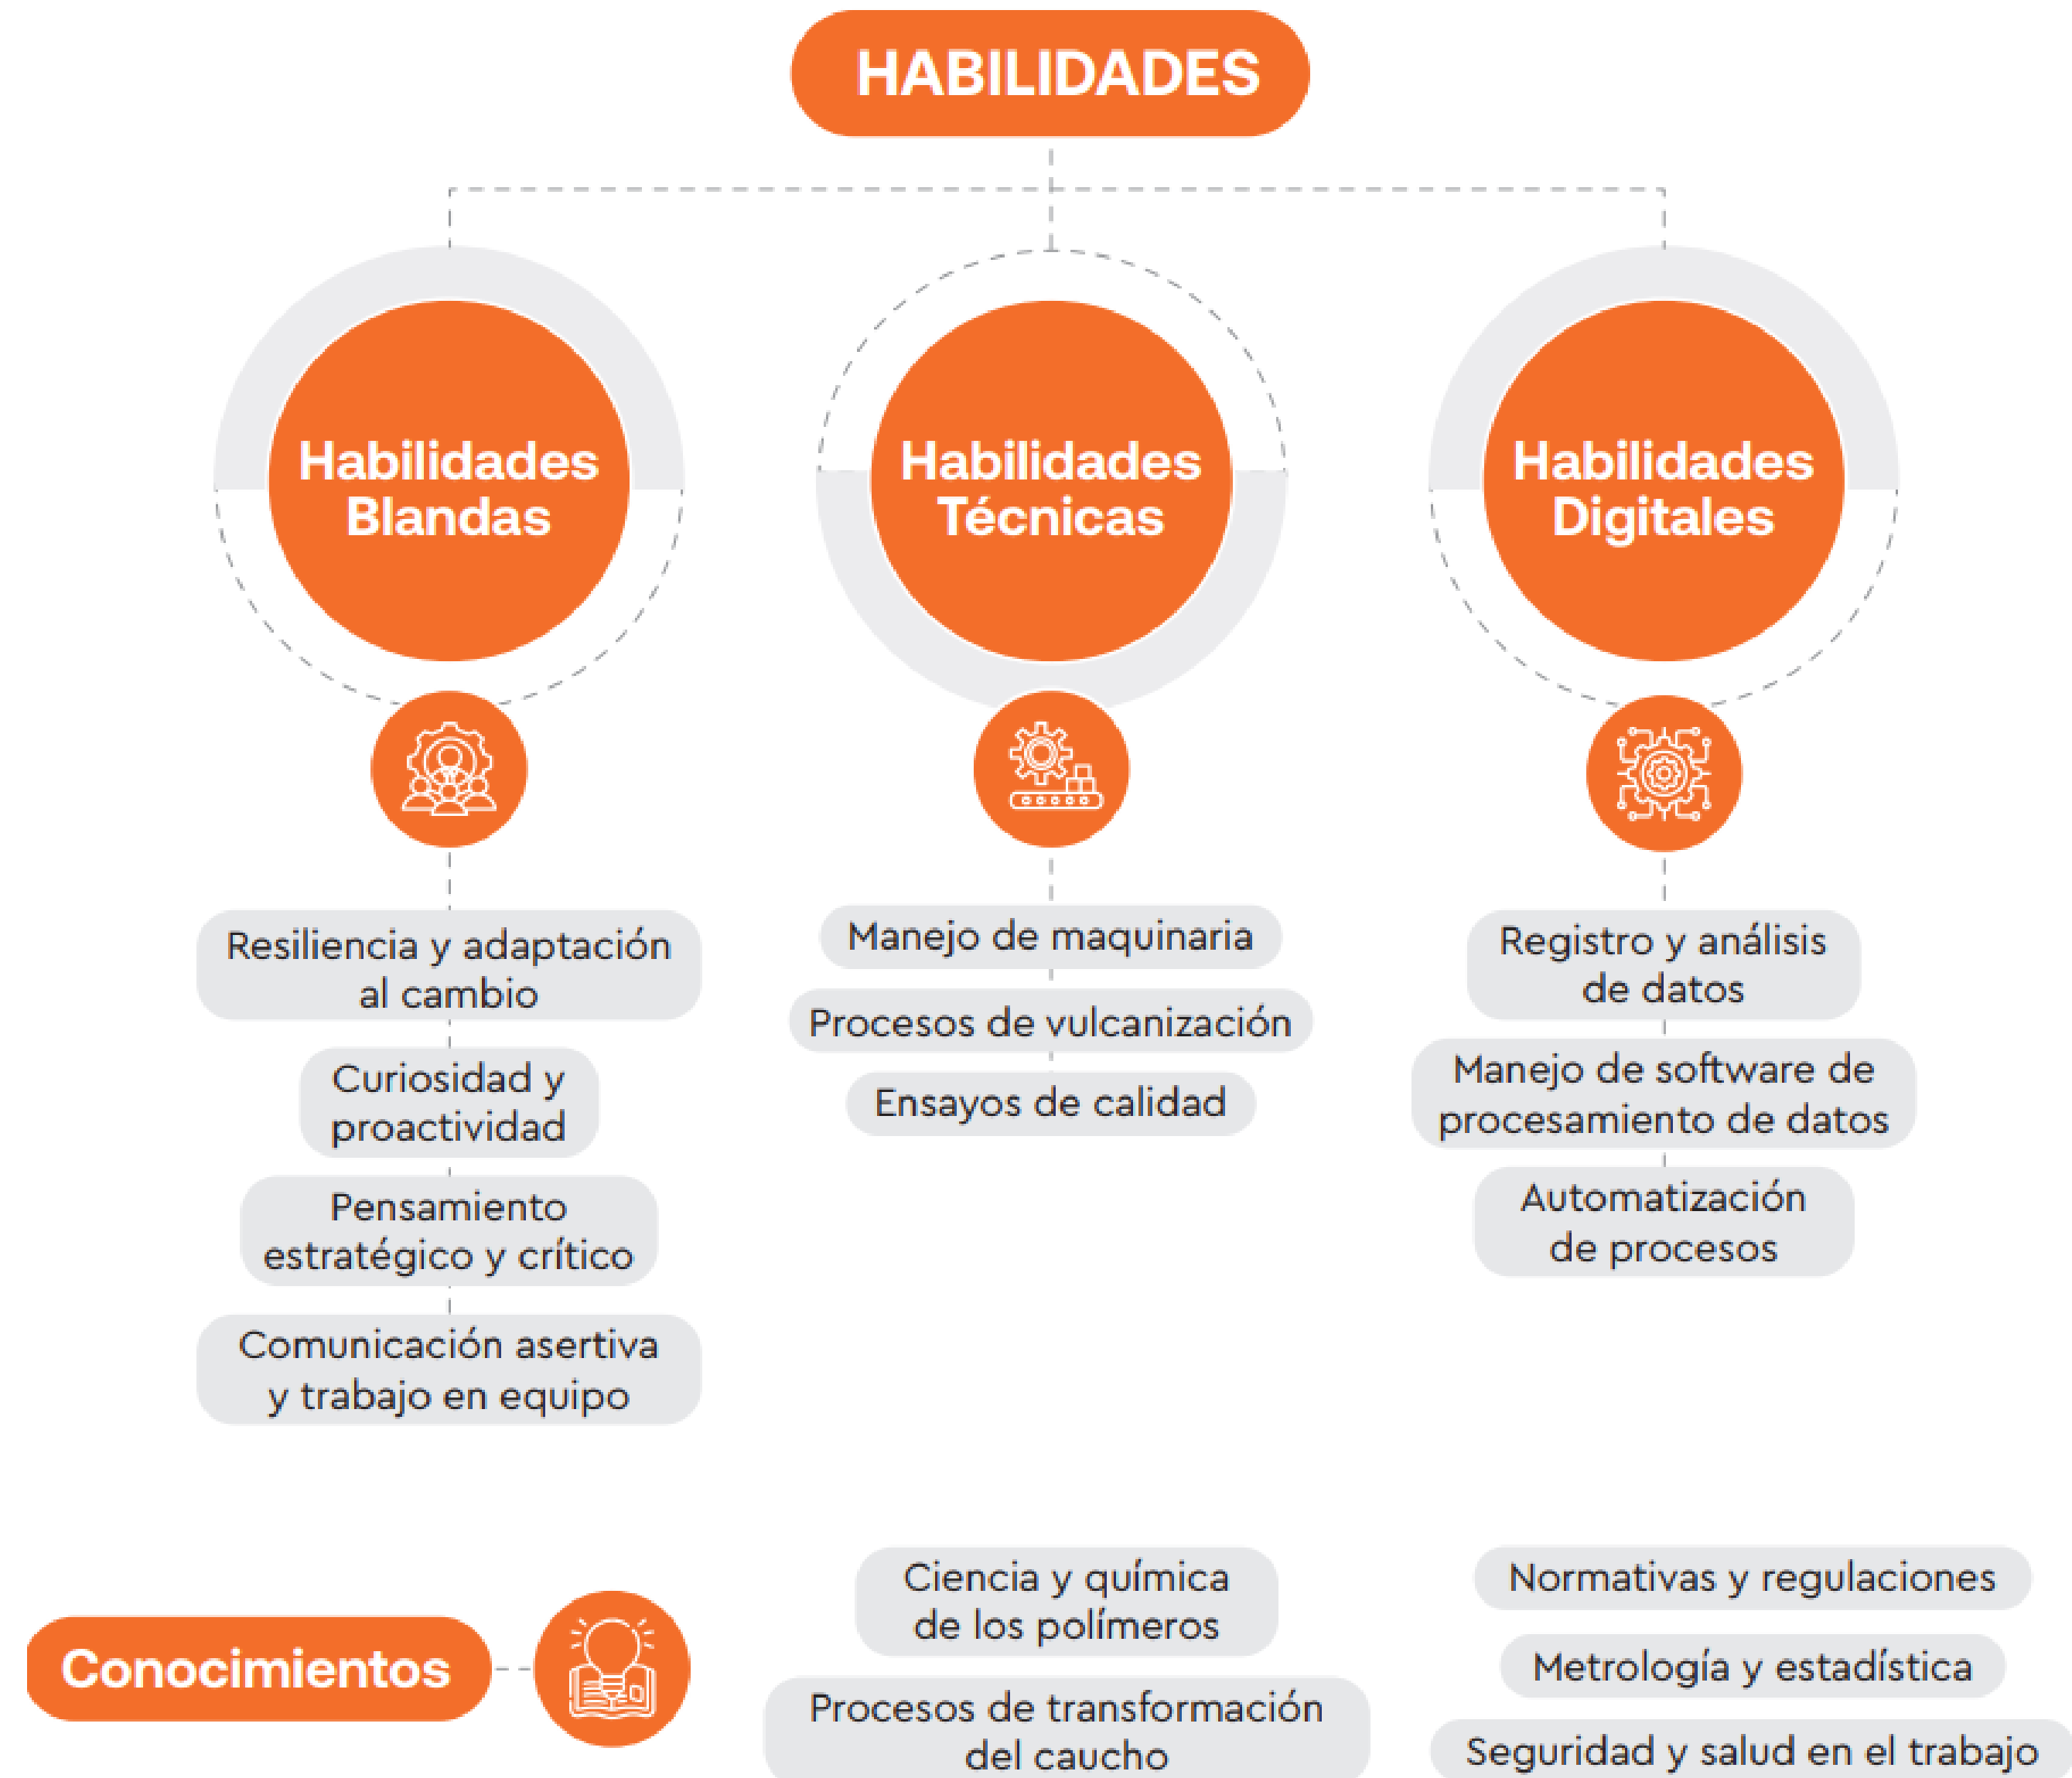 HABILIDADES
Habilidades
Blandas
Resiliencia y adaptación
al cambio
Curiosidad y
proactividad
Pensamiento
estratégico y crítico
Comunicación asertiva
y trabajo en equipo
Habilidades
Técnicas
Manejo de maquinaria
Procesos de vulcanización
Ensayos de calidad
Habilidades
Digitales
Registro y análisis
de datos
Manejo de software de
procesamiento de datos
Automatización
de procesos
Conocimientos
Ciencia y química
de los polímeros
Procesos de transformación
del caucho
Normativas y regulaciones
Metrología y estadística
Seguridad y salud en el trabajo